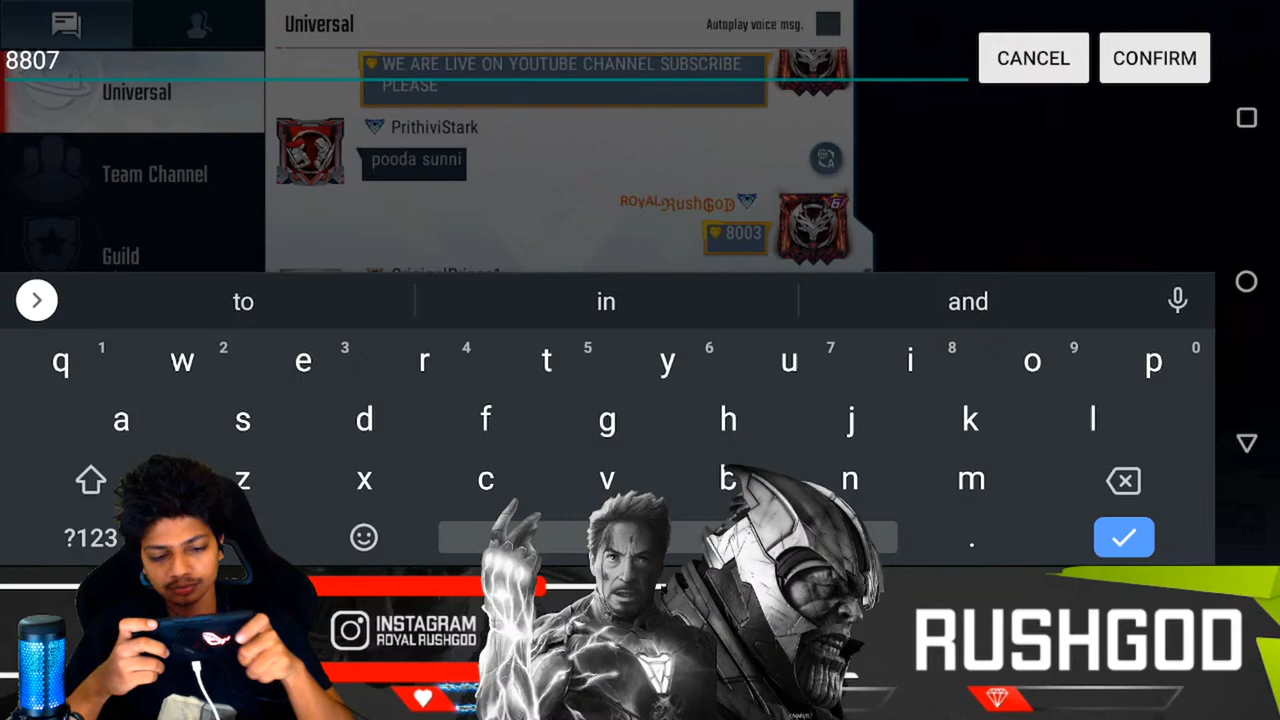 Universal
Autoplay voice msg.
8807
CANCEL
CONFIRM
WE ARE LIVE ON YOUTUBE CHANNEL SUBSCRIBE
PLEASE
Universal
PrithiviStark
pooda sunni
Team Channel
ROYALRushGoD
6
8003
Guild
to in and
q 1 w 2 e 3 r 4 t 5 y 6 u 7 i 8 o 9 p 0
a s d f g h j k l
z x c v b n m
?123 .
INSTAGRAM
ROYAL RUSHGOD
RUSHGOD